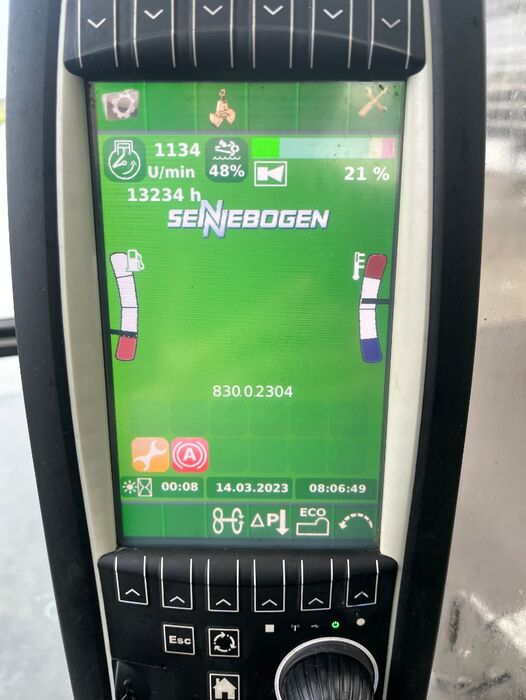 1134
U/min
48%
21 %
13234 h
SENNEBOGEN
830.0.2304
A
00:08
14.03.2023
08:06:49
ΔP
ECO
Esc